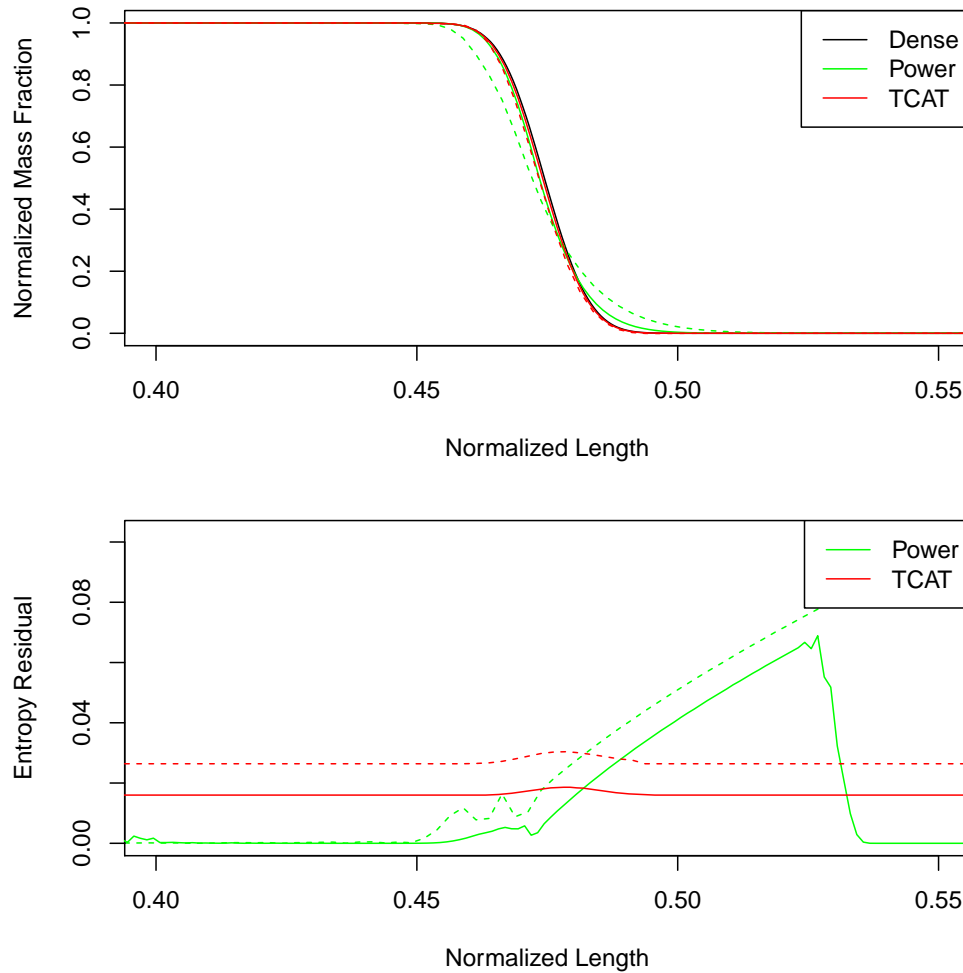 Normalized Mass Fraction
1.0
0.8
0.6
0.4
0.2
0.0
Dense
Power
TCAT
0.40
0.45
0.50
0.55
Normalized Length
Entropy Residual
0.08
0.04
0.00
Power
TCAT
0.40
0.45
0.50
0.55
Normalized Length